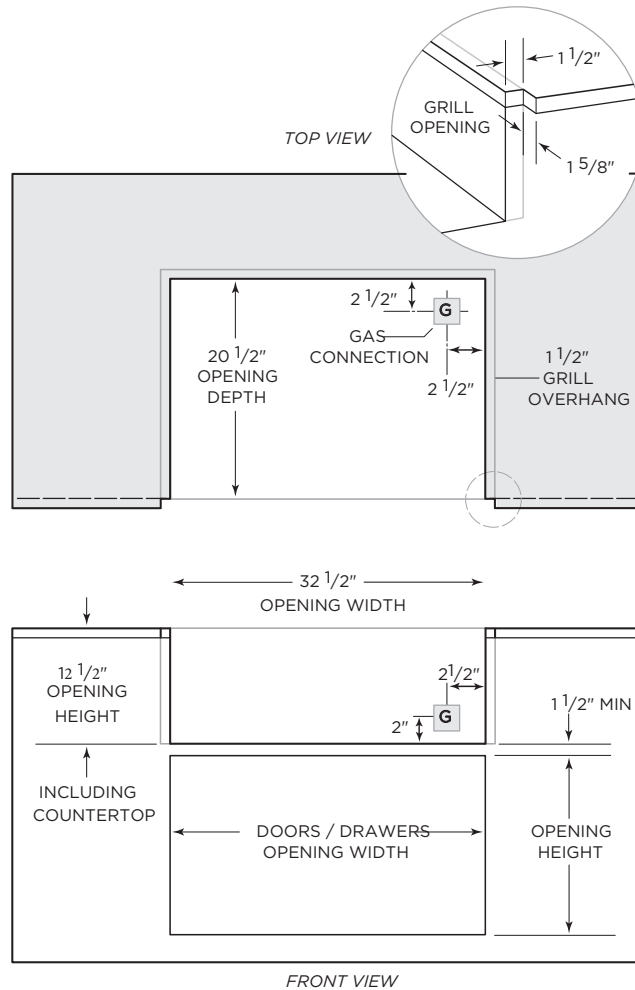 1 1/2"
GRILL
OPENING
TOP VIEW
1 5/8"
2 1/2"
G
GAS
CONNECTION
20 1/2"
OPENING
DEPTH
2 1/2"
1 1/2"
GRILL
OVERHANG
32 1/2"
OPENING WIDTH
12 1/2"
OPENING
HEIGHT
2 1/2"
G
2"
1 1/2" MIN
INCLUDING
COUNTERTOP
DOORS / DRAWERS
OPENING WIDTH
OPENING
HEIGHT
FRONT VIEW